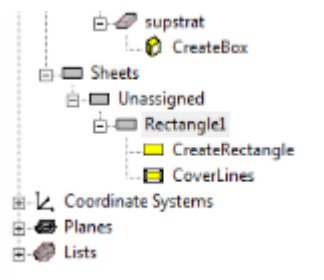 supstrat
CreateBox
Sheets
Unassigned
Rectangle1
CreateRectangle
CoverLines
Coordinate Systems
Planes
Lists